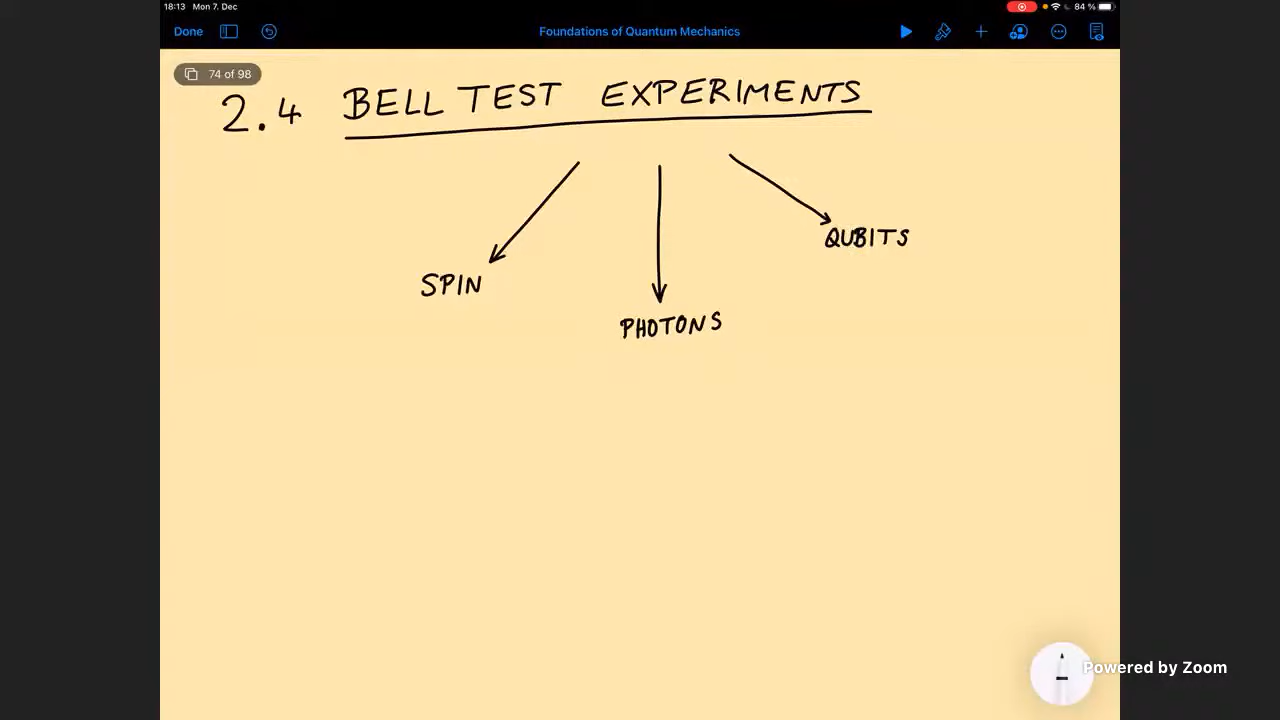 18:13 Mon 7. Dec
84 %
Done
Foundations of Quantum Mechanics
74 of 98
2.4 BELL TEST EXPERIMENTS
QUBITS
SPIN
PHOTONS
Powered by Zoom